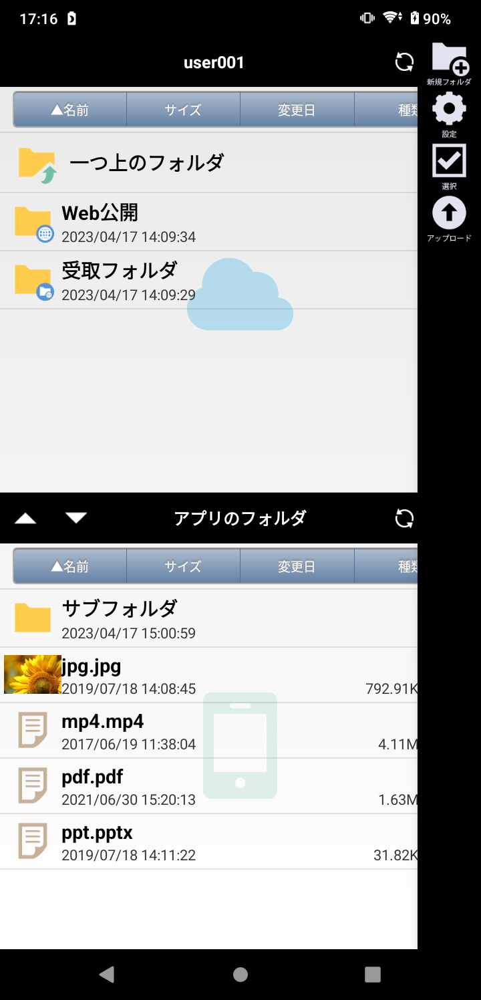 17:16 90%
user001
新規フォルダ
設定
選択
アップロード
▲名前 サイズ 変更日 種類
一つ上のフォルダ
Web公開
2023/04/17 14:09:34
受取フォルダ
2023/04/17 14:09:29
アプリのフォルダ
▲名前 サイズ 変更日 種類
サブフォルダ
2023/04/17 15:00:59
jpg.jpg
2019/07/18 14:08:45 792.91K
mp4.mp4
2017/06/19 11:38:04 4.11M
pdf.pdf
2021/06/30 15:20:13 1.63M
ppt.pptx
2019/07/18 14:11:22 31.82K